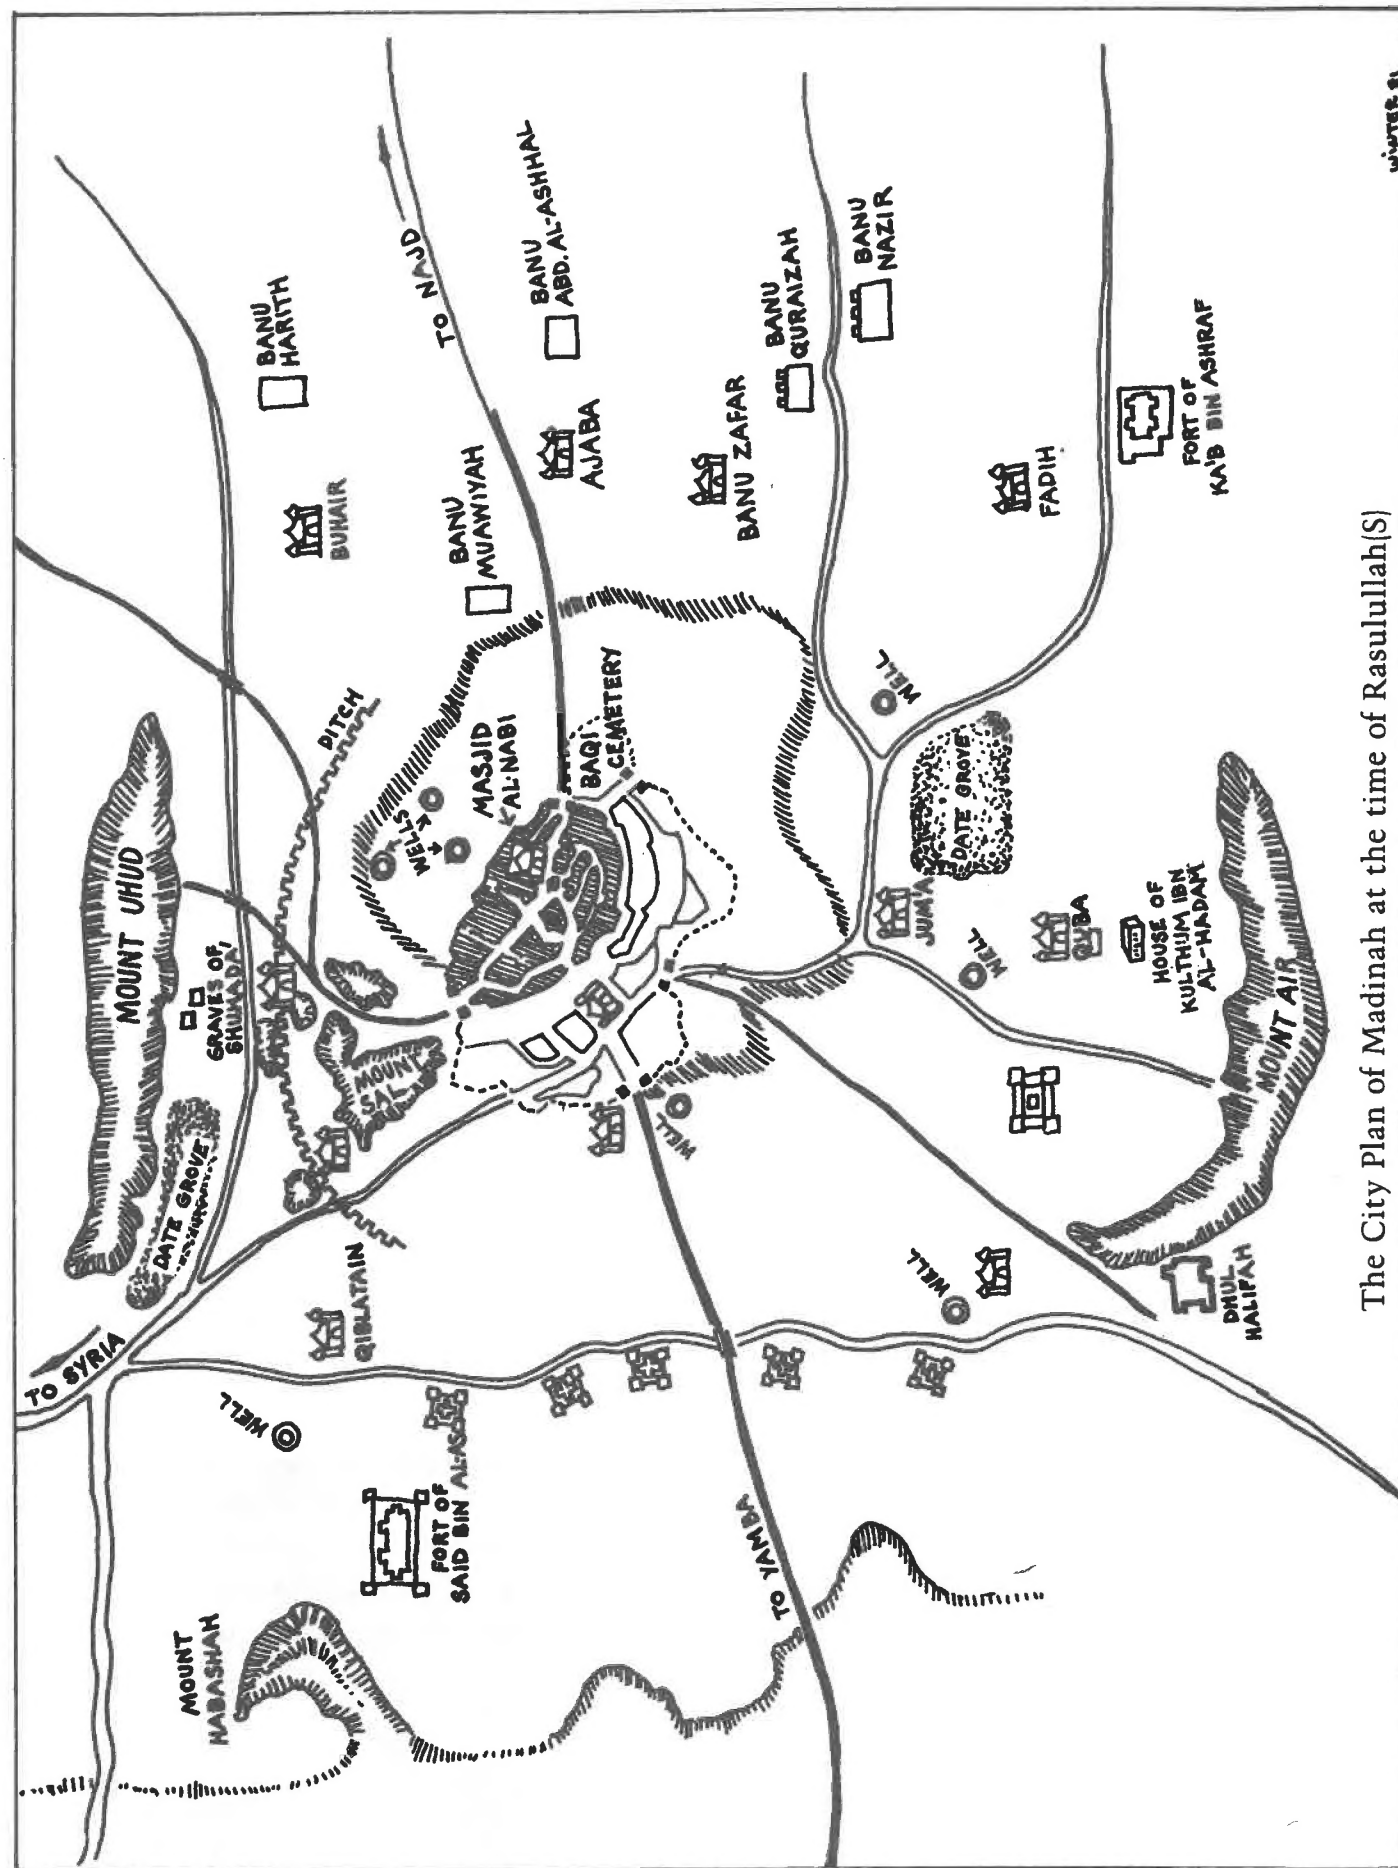 MOUNT UHUD
DATE GROVE
GRAVES OF
SHUHADA'
TO SYRIA
DITCH
MOUNT
SAL
BUHAIR
BANU
HARITH
BANU
MUAWIYAH
TO NAJD
BANU
ABD. AL-ASHHAL
AJABA
WELLS
MASJID
AL-NABI
BAQI
CEMETERY
BANU ZAFAR
BANU
QURAIZAH
BANU
NAZIR
WELL
FADIH
FORT OF
KA'B BIN ASHRAF
DATE GROVE
JUM'A
WELL
QUBA
HOUSE OF
KULTHUM IBN
AL-HADAM
MOUNT AIR
WELL
QIBLATAIN
WELL
DHUL
HALIFAH
WELL
FORT OF
SAID BIN AL-AS
MOUNT
HABASHAH
TO YAMBA
WINTER 81
The City Plan of Madinah at the time of Rasulullah(S)